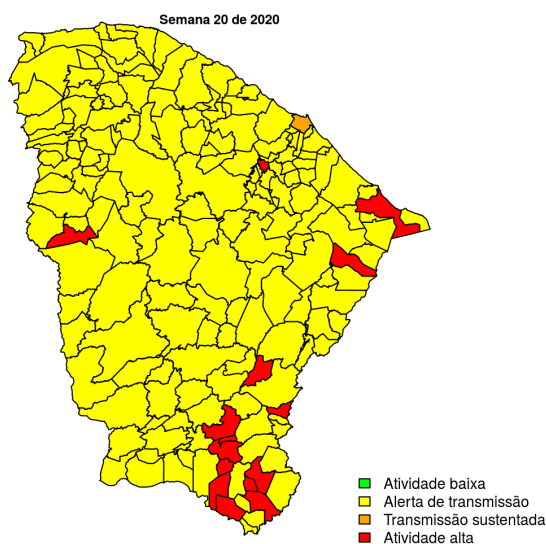 Semana 20 de 2020
Atividade baixa
Alerta de transmissão
Transmissão sustentada
Atividade alta